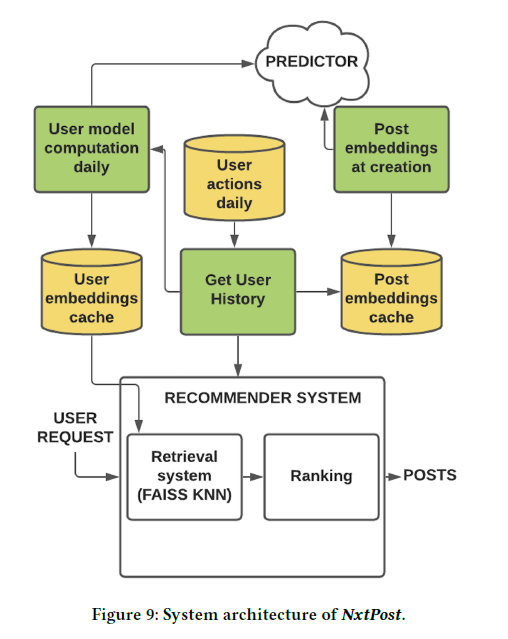 PREDICTOR
User model
computation
daily
User
actions
daily
Post
embeddings
at creation
User
embeddings
cache
Get User
History
Post
embeddings
cache
RECOMMENDER SYSTEM
USER
REQUEST
Retrieval
system
(FAISS KNN)
Ranking
POSTS
Figure 9: System architecture of NxtPost.